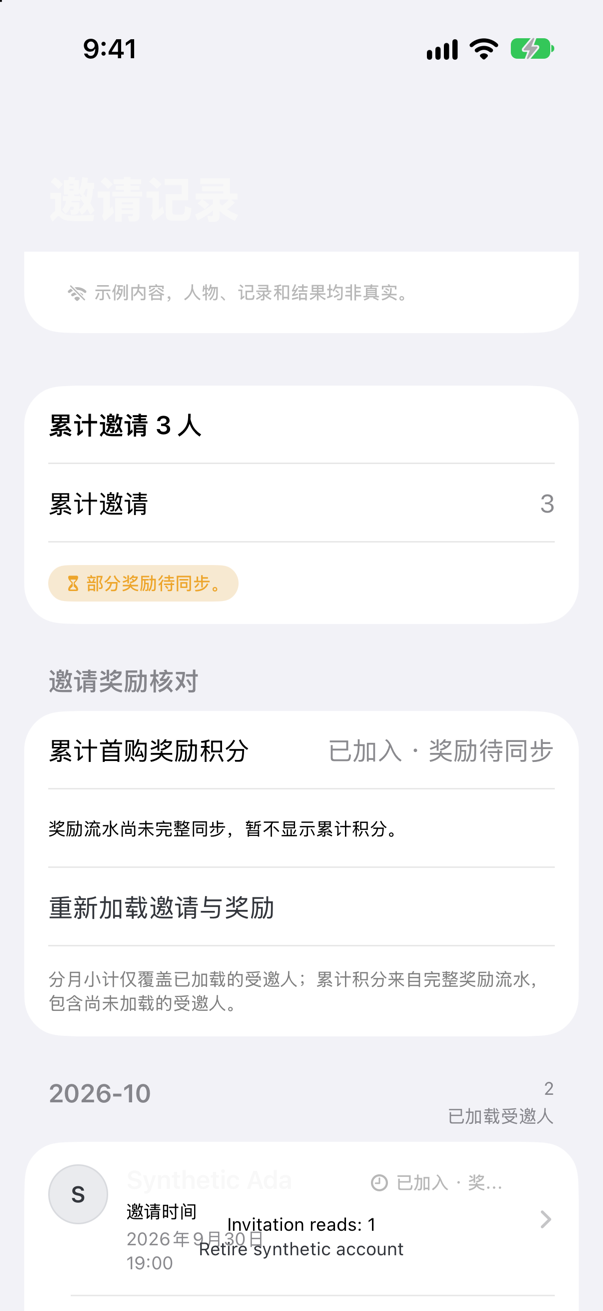 9:41
邀请记录
示例内容，人物、记录和结果均非真实。
累计邀请 3 人
累计邀请
3
部分奖励待同步。
邀请奖励核对
累计首购奖励积分
已加入 · 奖励待同步
奖励流水尚未完整同步，暂不显示累计积分。
重新加载邀请与奖励
分月小计仅覆盖已加载的受邀人；累计积分来自完整奖励流水，
包含尚未加载的受邀人。
2026-10
2
已加载受邀人
S
Synthetic Ada
已加入 · 奖...
邀请时间
Invitation reads: 1
2026年9月30日
Retire synthetic account
19:00